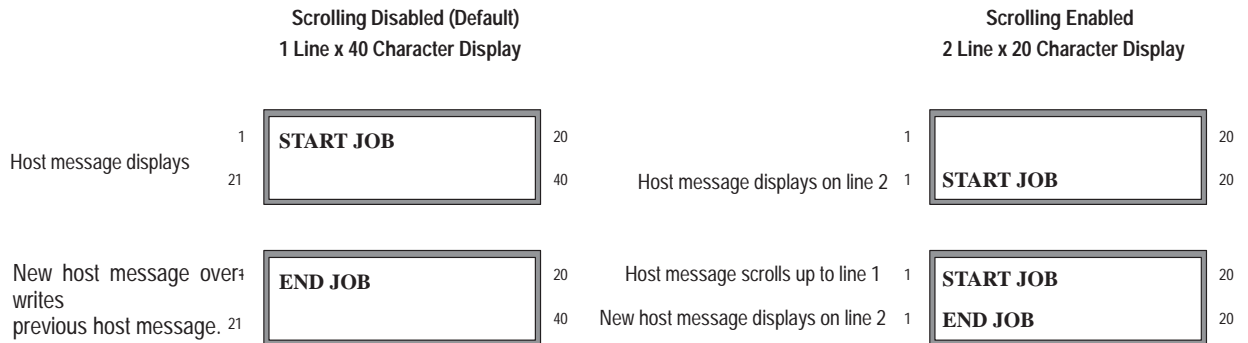 Scrolling Disabled (Default)
1 Line x 40 Character Display
Host message displays
1 START JOB 20
21 40
New host message over-
writes
previous host message.
1 END JOB 20
21 40
Scrolling Enabled
2 Line x 20 Character Display
1 20
Host message displays on line 2 1 START JOB 20
Host message scrolls up to line 1 1 START JOB 20
New host message displays on line 2 1 END JOB 20